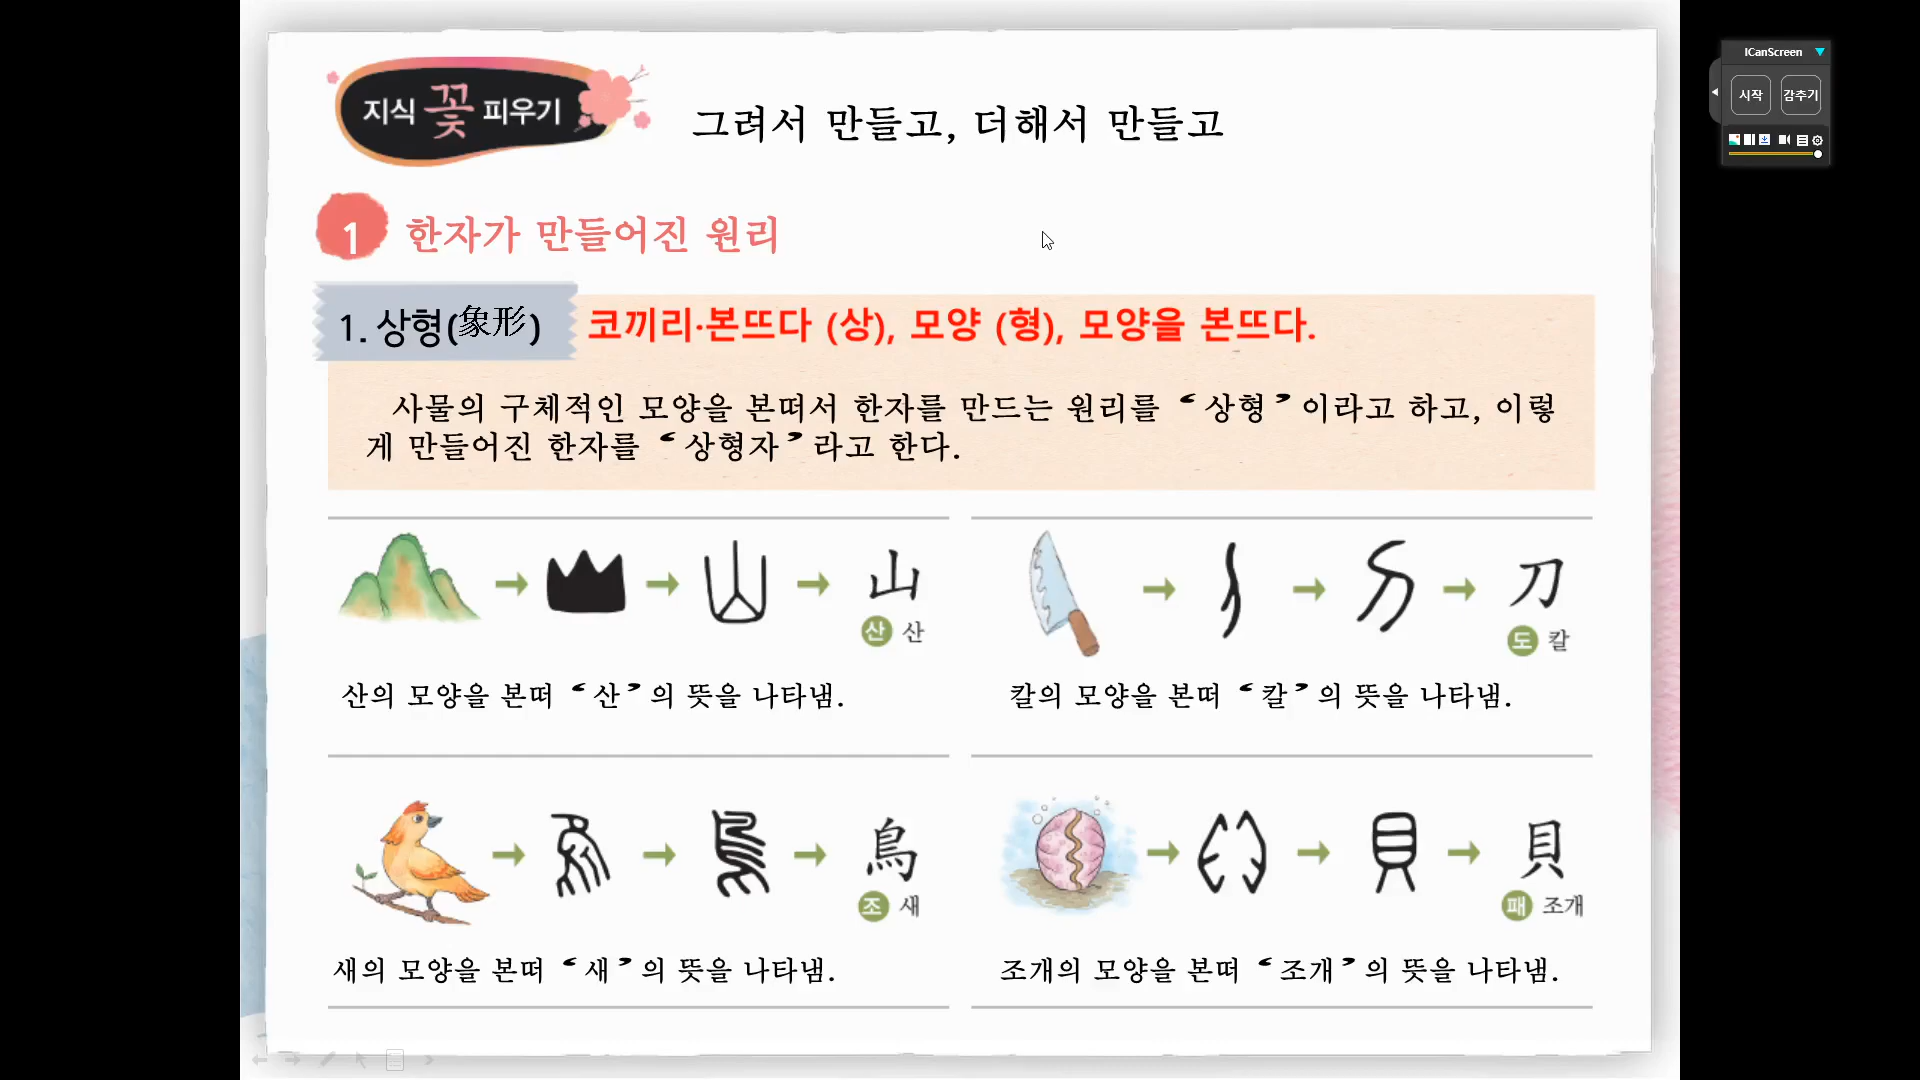 지식 꽃 피우기
그려서 만들고, 더해서 만들고
1 한자가 만들어진 원리
1. 상형(象形) 코끼리·본뜨다 (상), 모양 (형), 모양을 본뜨다.
사물의 구체적인 모양을 본떠서 한자를 만드는 원리를 ‘상형’이라고 하고, 이렇
게 만들어진 한자를 ‘상형자’라고 한다.
山
산 산
산의 모양을 본떠 ‘산’의 뜻을 나타냄.
刀
도 칼
칼의 모양을 본떠 ‘칼’의 뜻을 나타냄.
鳥
조 새
새의 모양을 본떠 ‘새’의 뜻을 나타냄.
貝
패 조개
조개의 모양을 본떠 ‘조개’의 뜻을 나타냄.
ICanScreen
시작 감추기